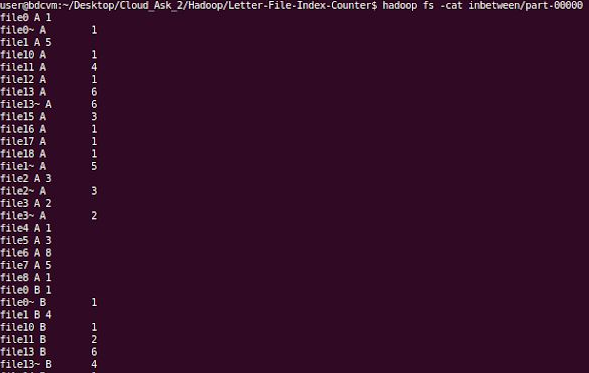 user@bdcvm:~/Desktop/Cloud_Ask_2/Hadoop/Letter-File-Index-Counter$ hadoop fs -cat inbetween/part-00000
file0 A 1
file0~ A 1
file1 A 5
file10 A 1
file11 A 4
file12 A 1
file13 A 6
file13~ A 6
file15 A 3
file16 A 1
file17 A 1
file18 A 1
file1~ A 5
file2 A 3
file2~ A 3
file3 A 2
file3~ A 2
file4 A 1
file5 A 3
file6 A 8
file7 A 5
file8 A 1
file0 B 1
file0~ B 1
file1 B 4
file10 B 1
file11 B 2
file13 B 6
file13~ B 4